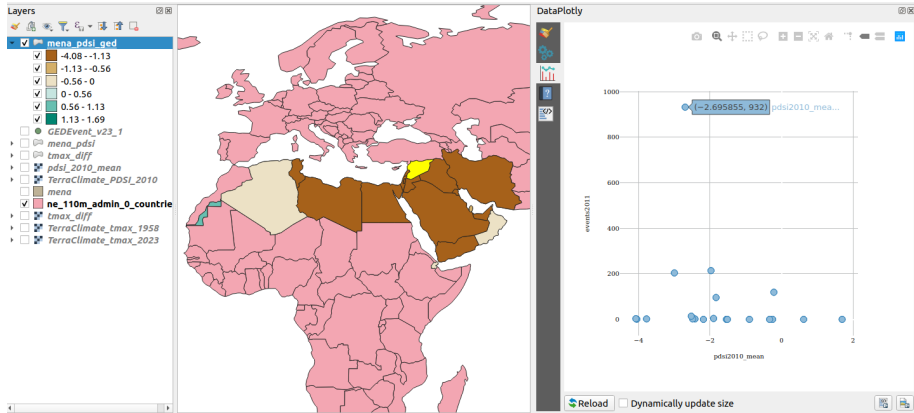 Layers
mena_pdsi_ged
-4.08 - -1.13
-1.13 - -0.56
-0.56 - 0
0 - 0.56
0.56 - 1.13
1.13 - 1.69
GEDEvent_v23_1
mena_pdsi
tmax_diff
pdsi_2010_mean
TerraClimate_PDSI_2010
mena
ne_110m_admin_0_countrie
tmax_diff
TerraClimate_tmax_1958
TerraClimate_tmax_2023
DataPlotly
1000
(−2.695855, 932) pdsi2010_mea...
800
600
events2011
400
200
0
−4
−2
0
2
pdsi2010_mean
Reload
Dynamically update size